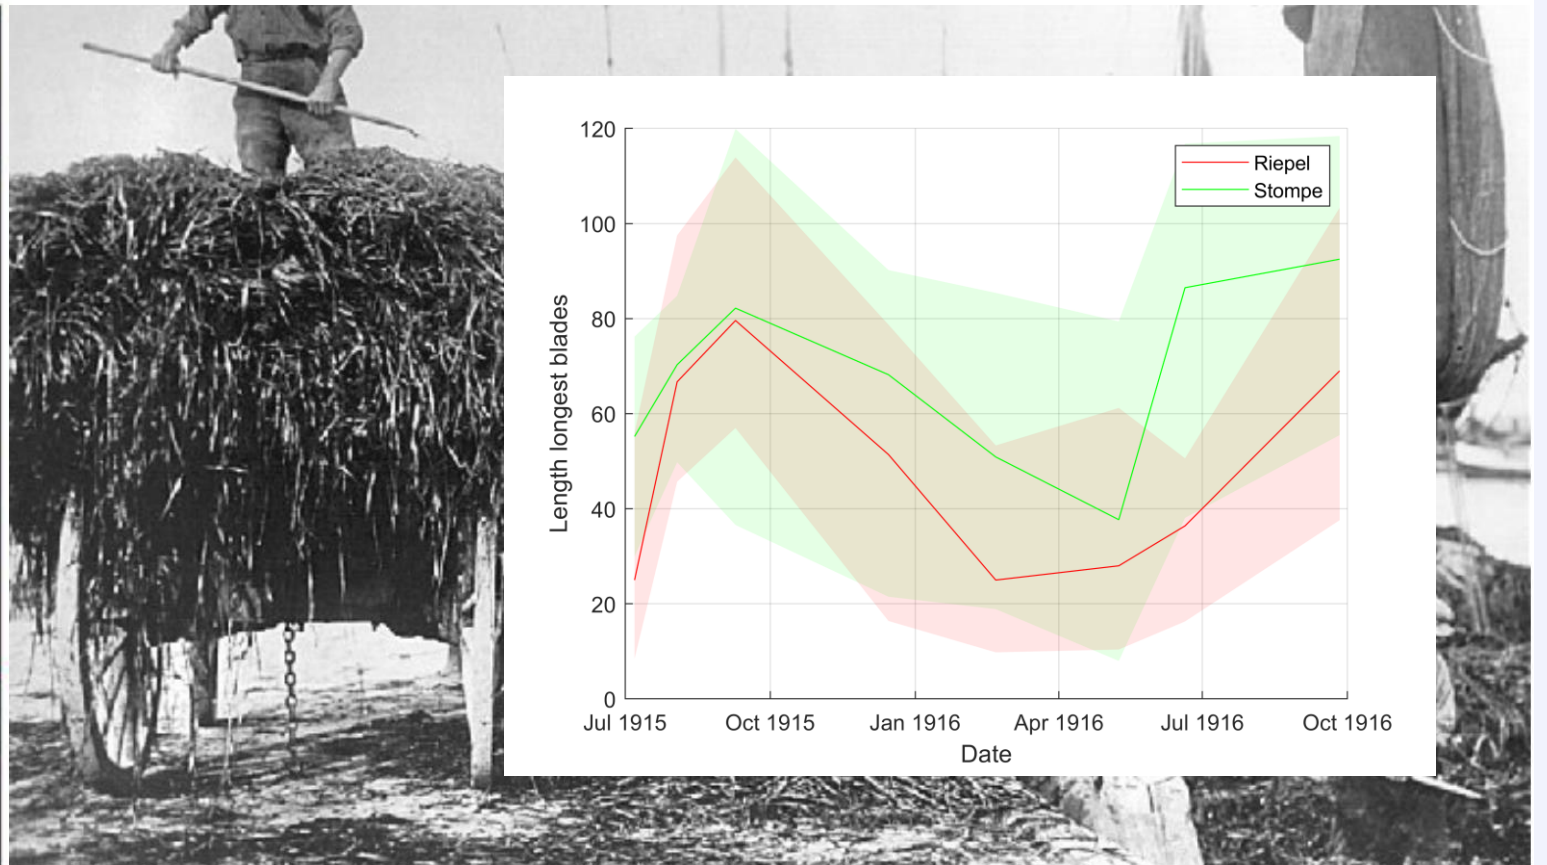 120
100
80
60
40
20
0
Length longest blades
Riepel
Stompe
Jul 1915 Oct 1915 Jan 1916 Apr 1916 Jul 1916 Oct 1916
Date